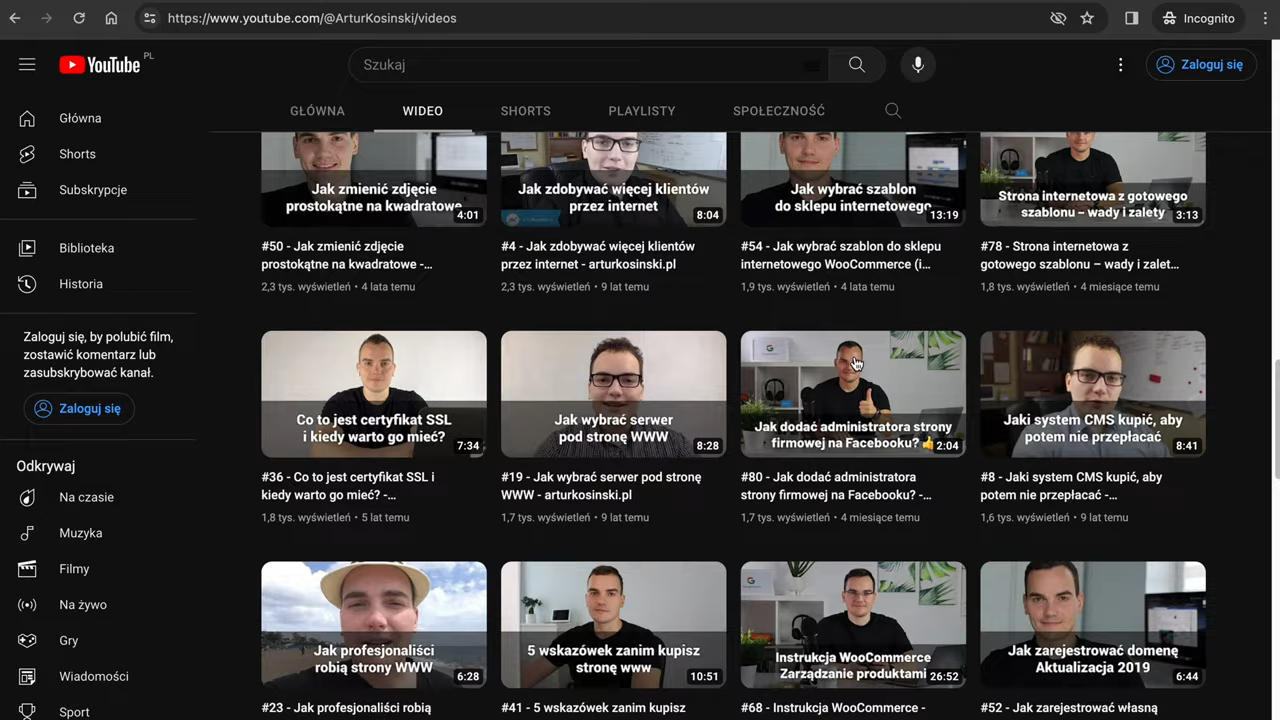 https://www.youtube.com/@ArturKosinski/videos
Incognito
YouTube PL
Szukaj
Zaloguj się
GŁÓWNA
WIDEO
SHORTS
PLAYLISTY
SPOŁECZNOŚĆ
Główna
Shorts
Subskrypcje
Biblioteka
Historia
Zaloguj się, by polubić film,
zostawić komentarz lub
zasubskrybować kanał.
Zaloguj się
Odkrywaj
Na czasie
Muzyka
Filmy
Na żywo
Gry
Wiadomości
Sport
Jak zmienić zdjęcie
prostokątne na kwadratowe
4:01
#50 - Jak zmienić zdjęcie
prostokątne na kwadratowe -...
2,3 tys. wyświetleń • 4 lata temu
Jak zdobywać więcej klientów
przez internet
8:04
#4 - Jak zdobywać więcej klientów
przez internet - arturkosinski.pl
2,3 tys. wyświetleń • 9 lat temu
Jak wybrać szablon
do sklepu internetowego
13:19
#54 - Jak wybrać szablon do sklepu
internetowego WooCommerce (i...
1,9 tys. wyświetleń • 4 lata temu
Strona internetowa z gotowego
szablonu – wady i zalety
3:13
#78 - Strona internetowa z
gotowego szablonu – wady i zalet...
1,8 tys. wyświetleń • 4 miesiące temu
Co to jest certyfikat SSL
i kiedy warto go mieć?
7:34
#36 - Co to jest certyfikat SSL i
kiedy warto go mieć? -...
1,8 tys. wyświetleń • 5 lat temu
Jak wybrać serwer
pod stronę WWW
8:28
#19 - Jak wybrać serwer pod stronę
WWW - arturkosinski.pl
1,7 tys. wyświetleń • 9 lat temu
Jak dodać administratora strony
firmowej na Facebooku? 👍
2:04
#80 - Jak dodać administratora
strony firmowej na Facebooku? -...
1,7 tys. wyświetleń • 4 miesiące temu
Jaki system CMS kupić, aby
potem nie przepłacać
8:41
#8 - Jaki system CMS kupić, aby
potem nie przepłacać -...
1,6 tys. wyświetleń • 9 lat temu
Jak profesjonaliści
robią strony WWW
6:28
#23 - Jak profesjonaliści robią
5 wskazówek zanim kupisz
stronę www
10:51
#41 - 5 wskazówek zanim kupisz
Instrukcja WooCommerce
Zarządzanie produktami
26:52
#68 - Instrukcja WooCommerce -
Jak zarejestrować domenę
Aktualizacja 2019
6:44
#52 - Jak zarejestrować własną